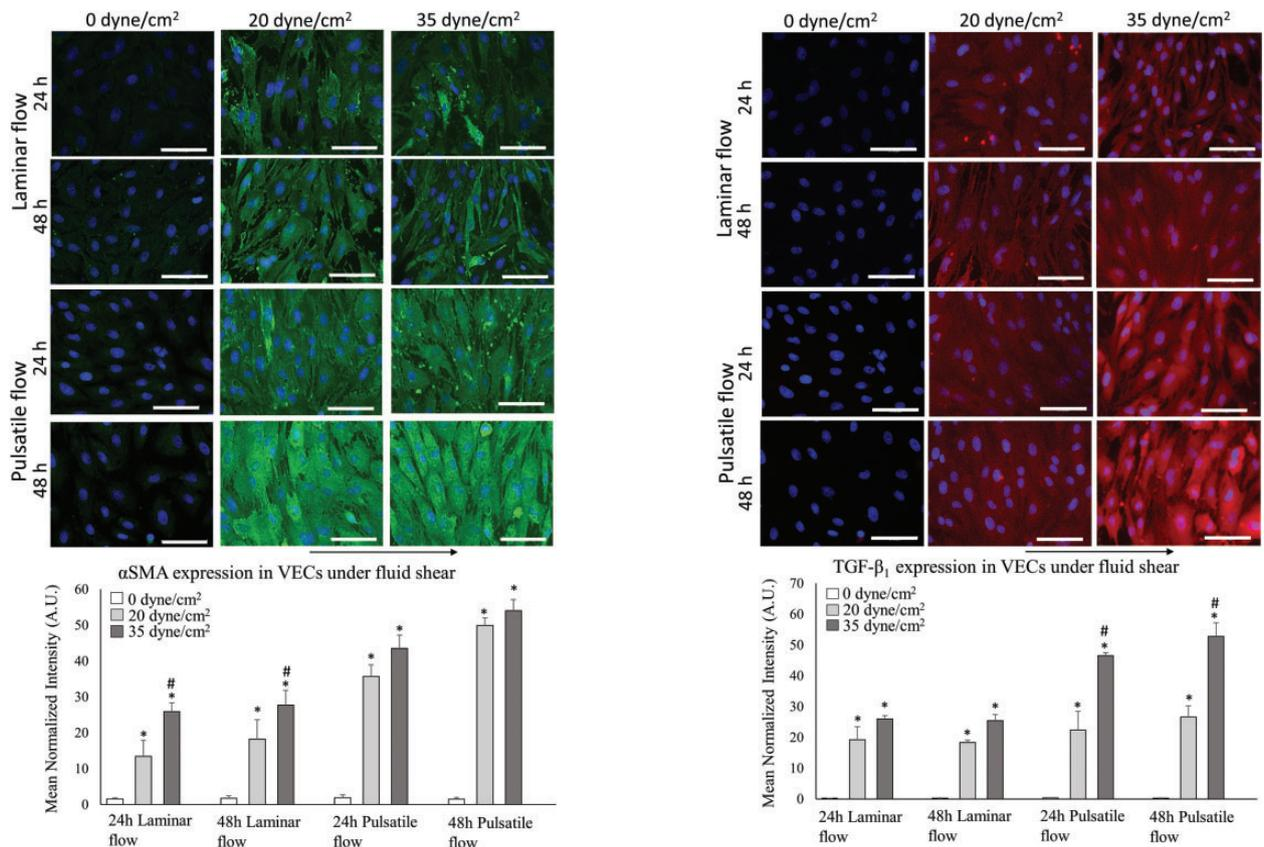 0 dyne/cm²
20 dyne/cm²
35 dyne/cm²
Laminar flow
24 h
48 h
Pulsatile flow
24 h
48 h
αSMA expression in VECs under fluid shear
Mean Normalized Intensity (A.U.)
60
50
40
30
20
10
0
0 dyne/cm²
20 dyne/cm²
35 dyne/cm²
*
#
*
*
#
*
*
*
*
*
24h Laminar flow
48h Laminar flow
24h Pulsatile flow
48h Pulsatile flow
0 dyne/cm²
20 dyne/cm²
35 dyne/cm²
Laminar flow
24 h
48 h
Pulsatile flow
24 h
48 h
TGF-β₁ expression in VECs under fluid shear
Mean Normalized Intensity (A.U.)
70
60
50
40
30
20
10
0
0 dyne/cm²
20 dyne/cm²
35 dyne/cm²
*
*
*
*
*
#
*
*
#
*
24h Laminar flow
48h Laminar flow
24h Pulsatile flow
48h Pulsatile flow